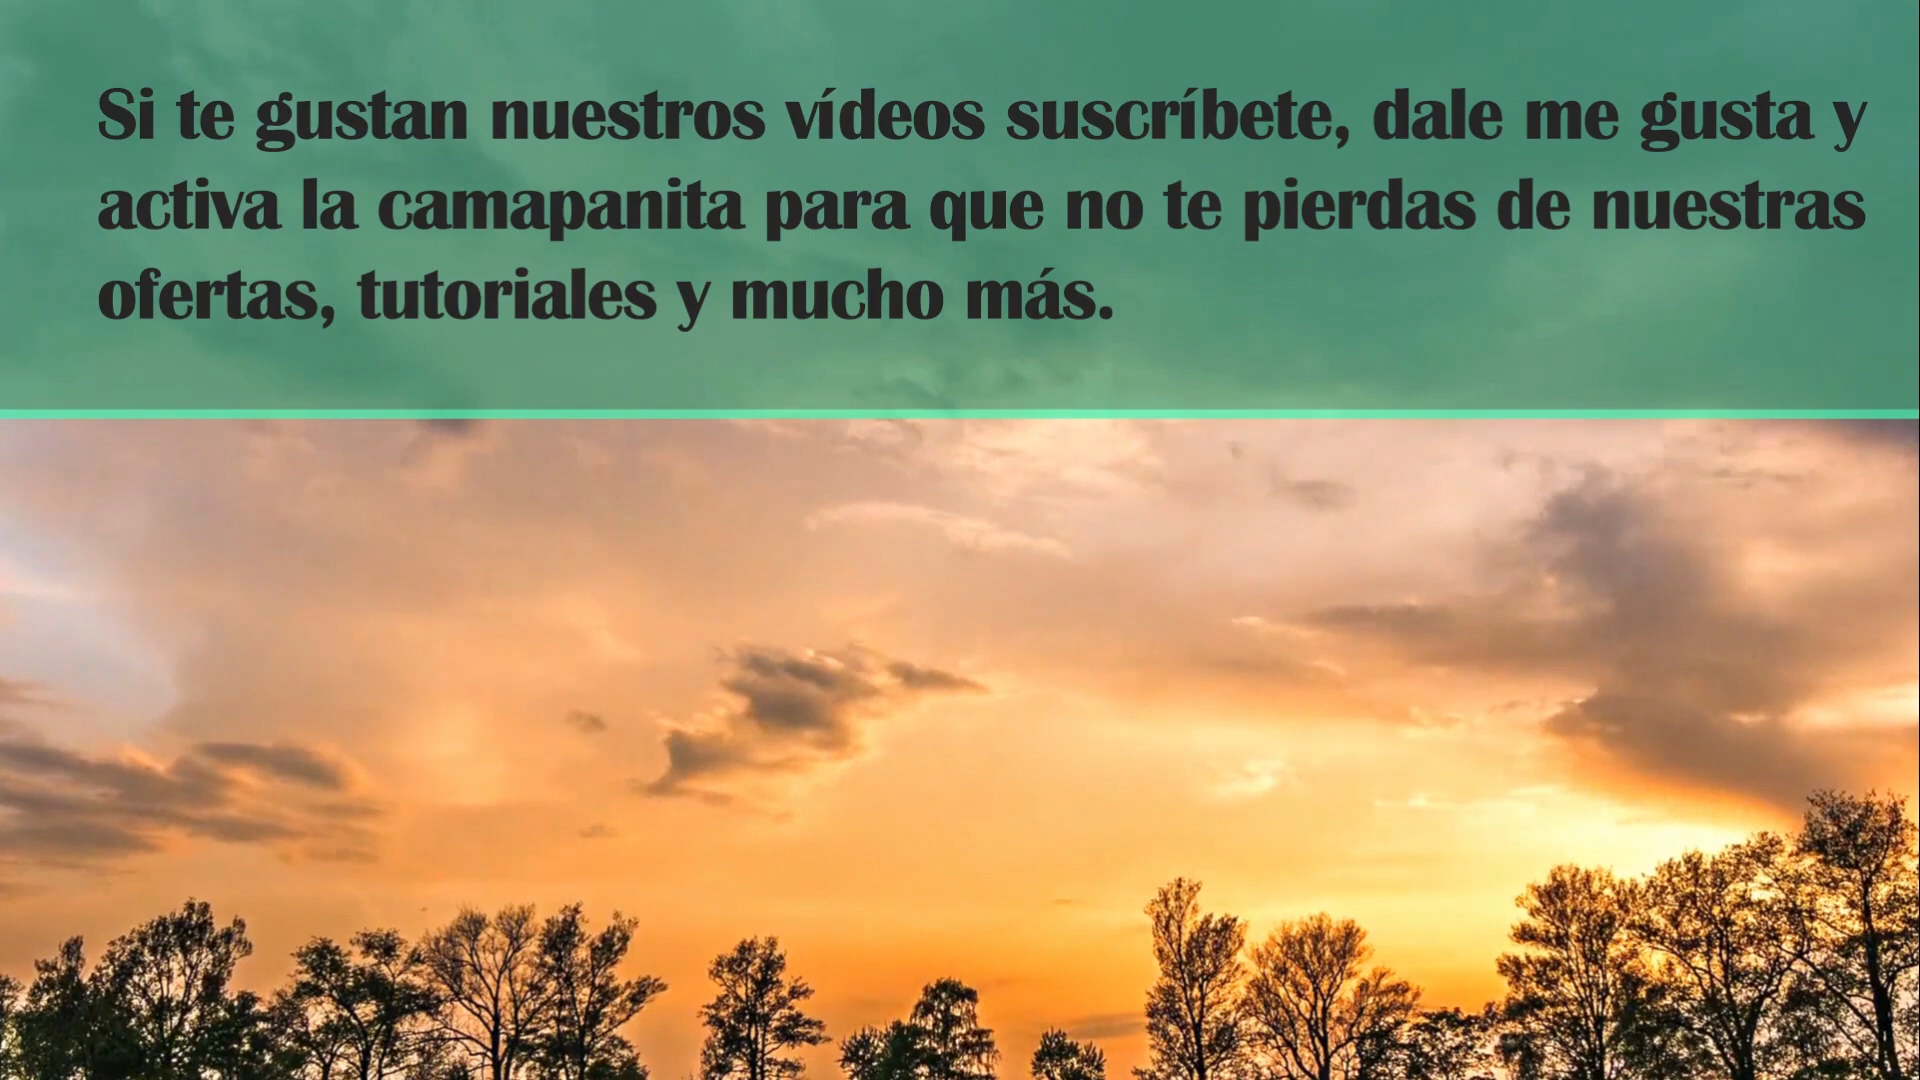 Si te gustan nuestros vídeos suscríbete, dale me gusta y
activa la camapanita para que no te pierdas de nuestras
ofertas, tutoriales y mucho más.